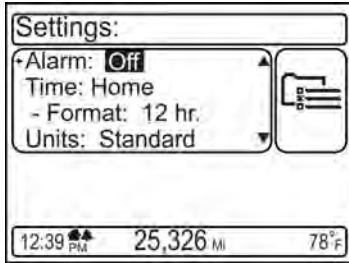 Settings:
Alarm: Off
Time: Home
- Format: 12 hr.
Units: Standard
12:39 PM 25,326 Mi 78°F